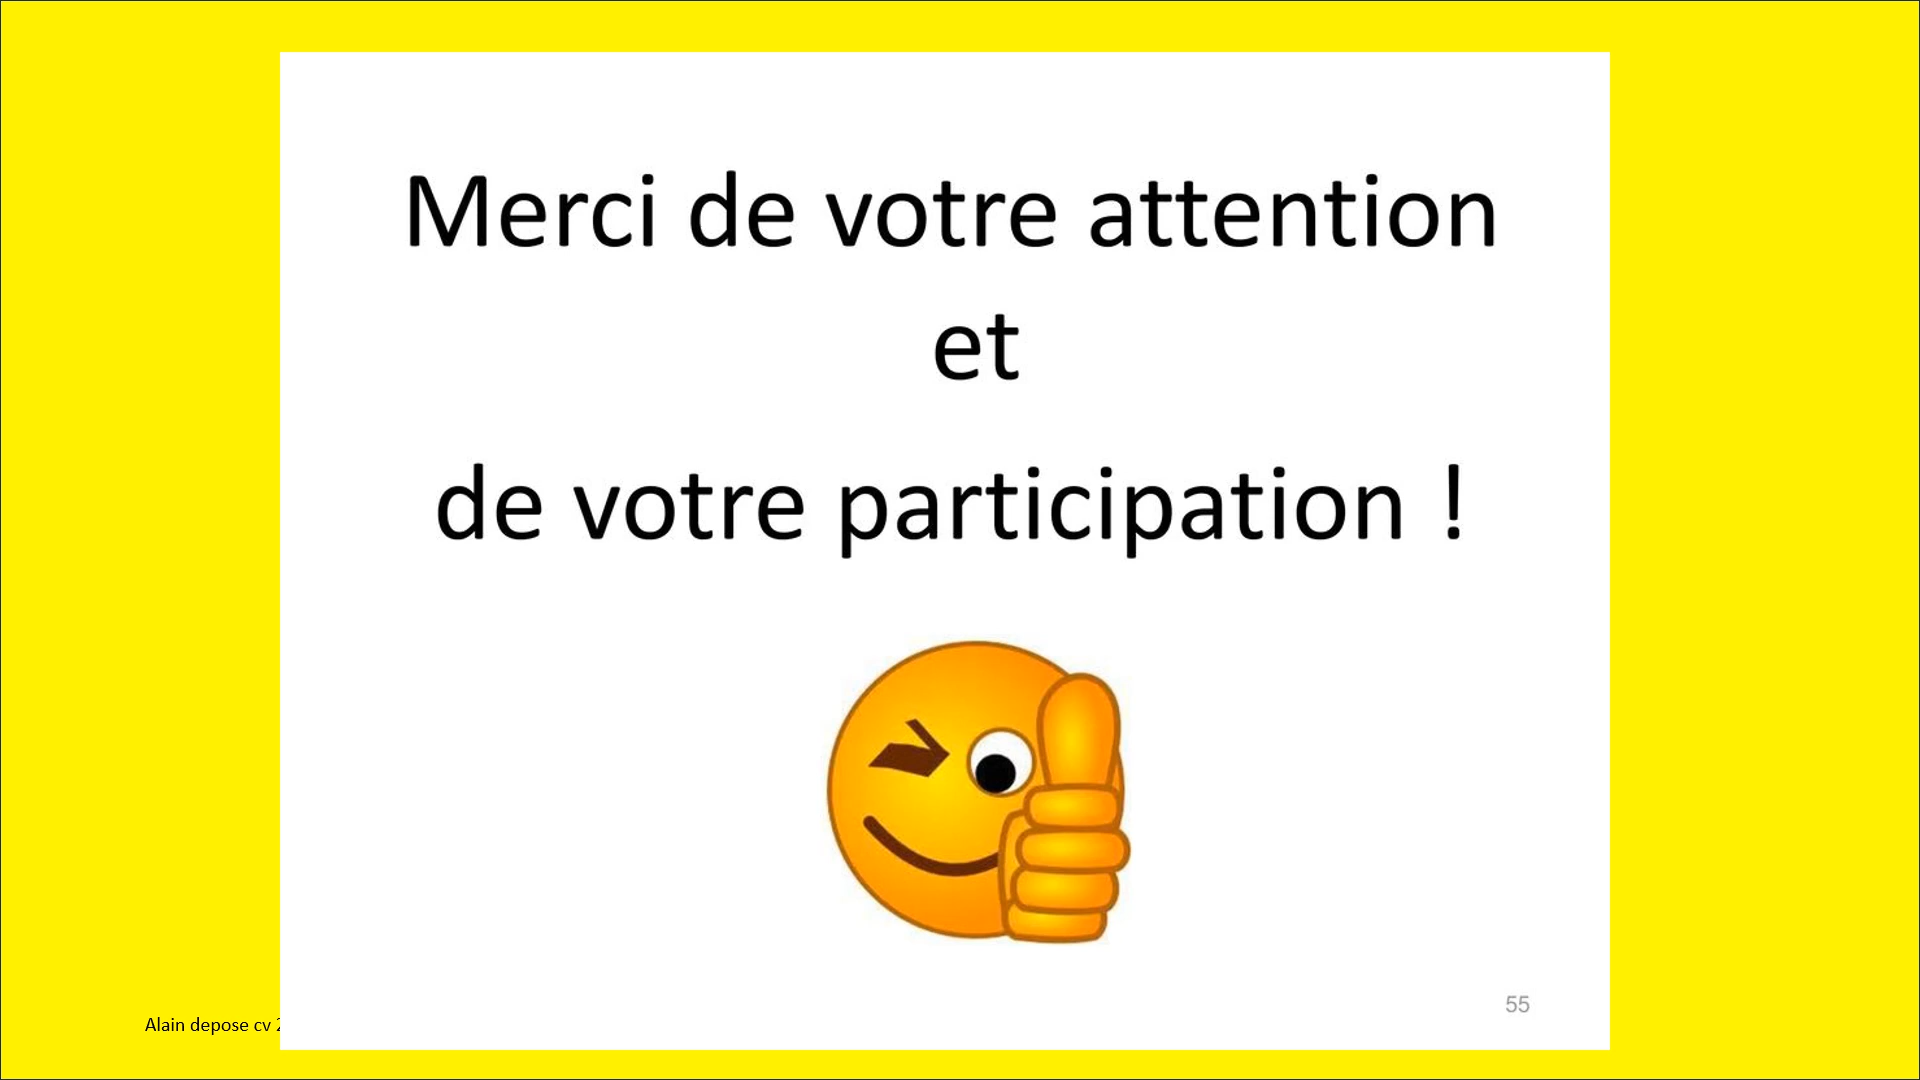 Merci de votre attention
et
de votre participation !
55
Alain depose cv